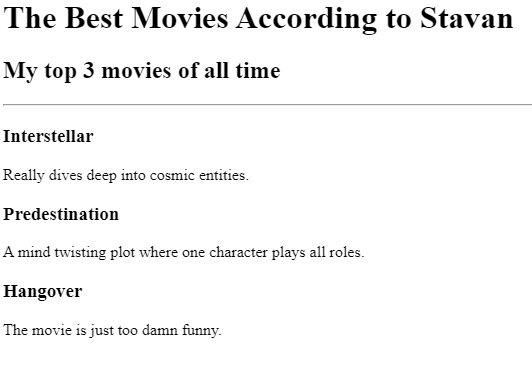 The Best Movies According to Stavan
My top 3 movies of all time
Interstellar
Really dives deep into cosmic entities.
Predestination
A mind twisting plot where one character plays all roles.
Hangover
The movie is just too damn funny.